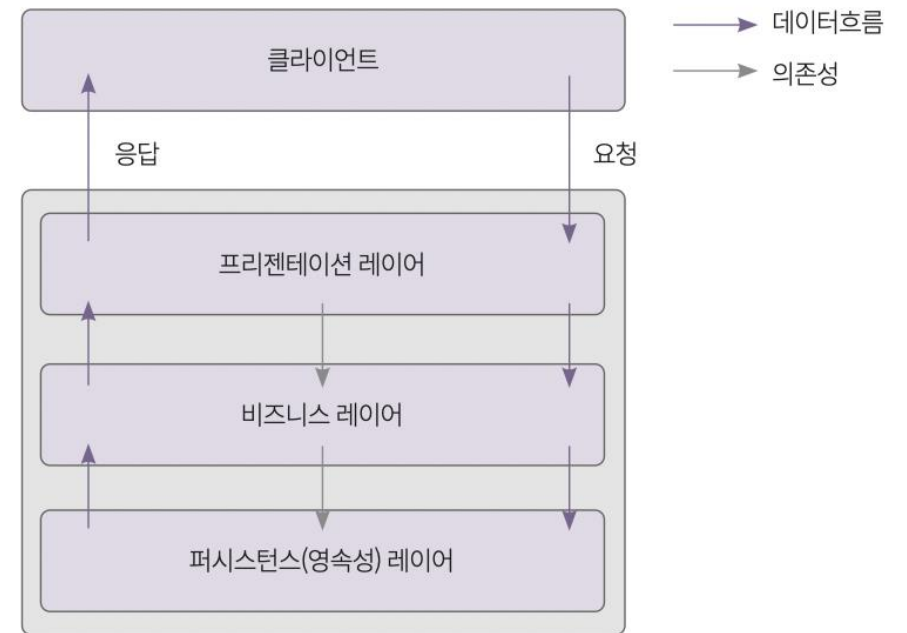 클라이언트
데이터흐름
의존성
응답
요청
프리젠테이션 레이어
비즈니스 레이어
퍼시스턴스(영속성) 레이어